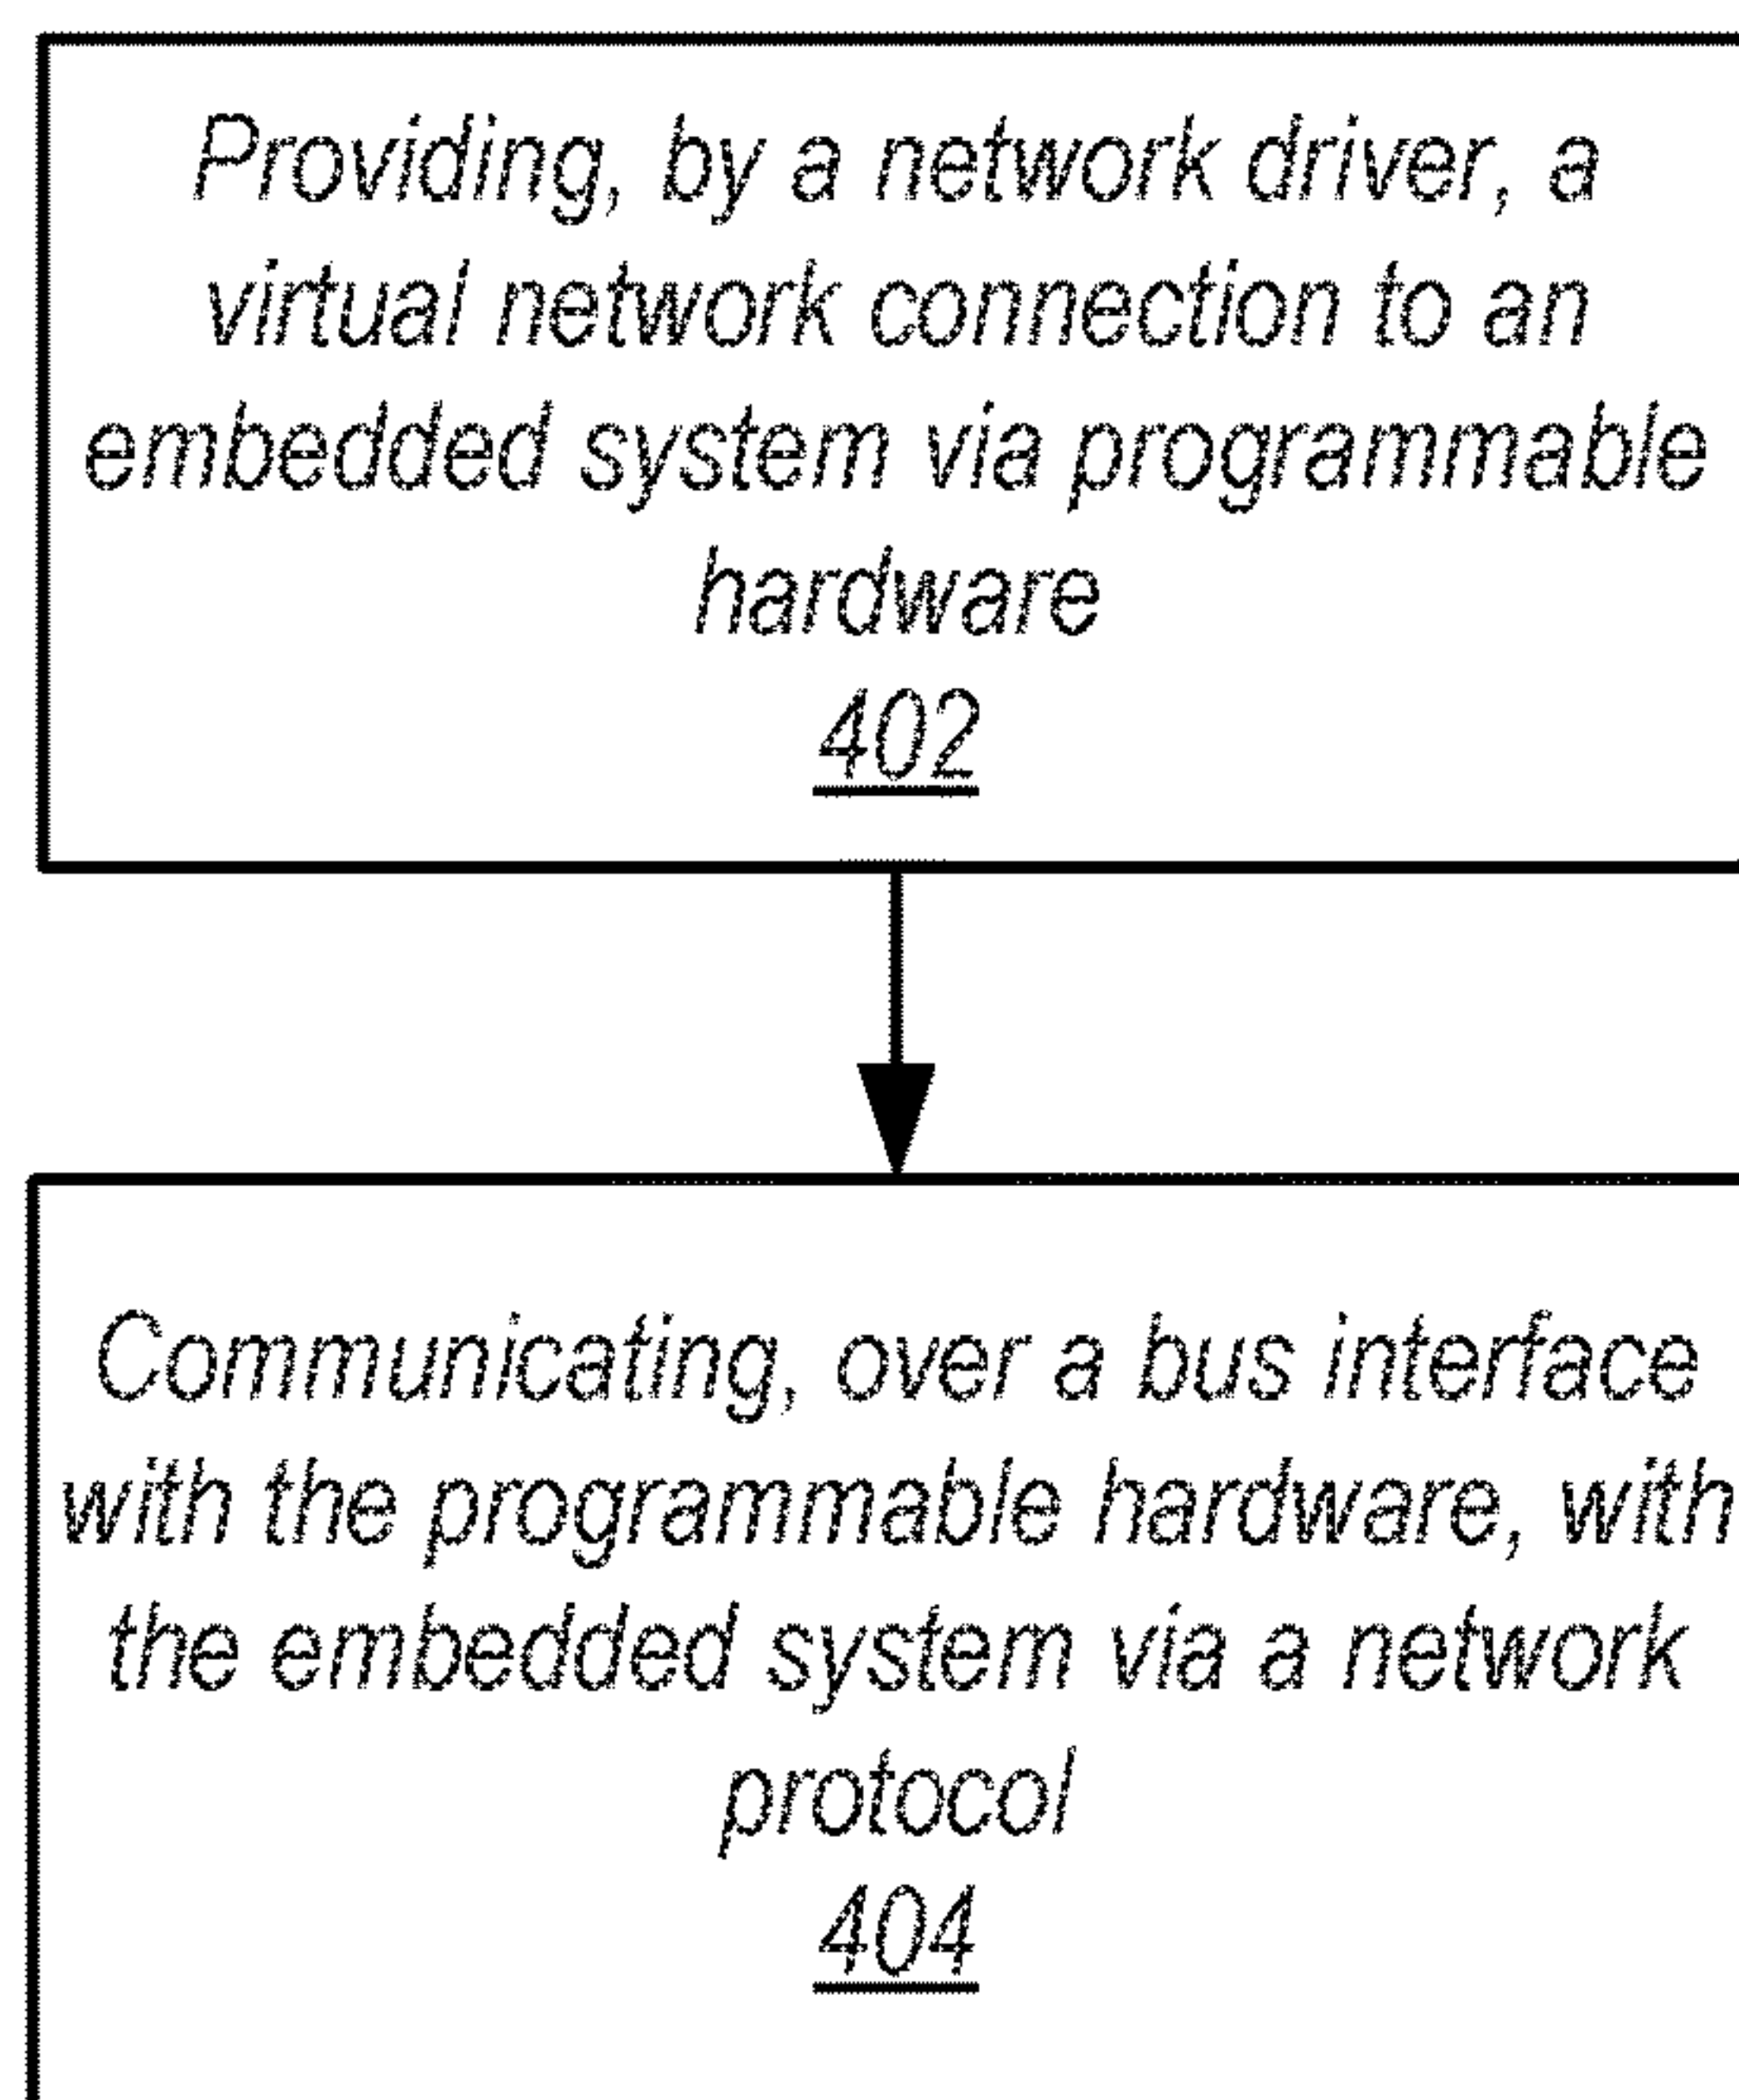 Providing, by a network driver, a
virtual network connection to an
embedded system via programmable
hardware
402
Communicating, over a bus interface
with the programmable hardware, with
the embedded system via a network
protocol
404